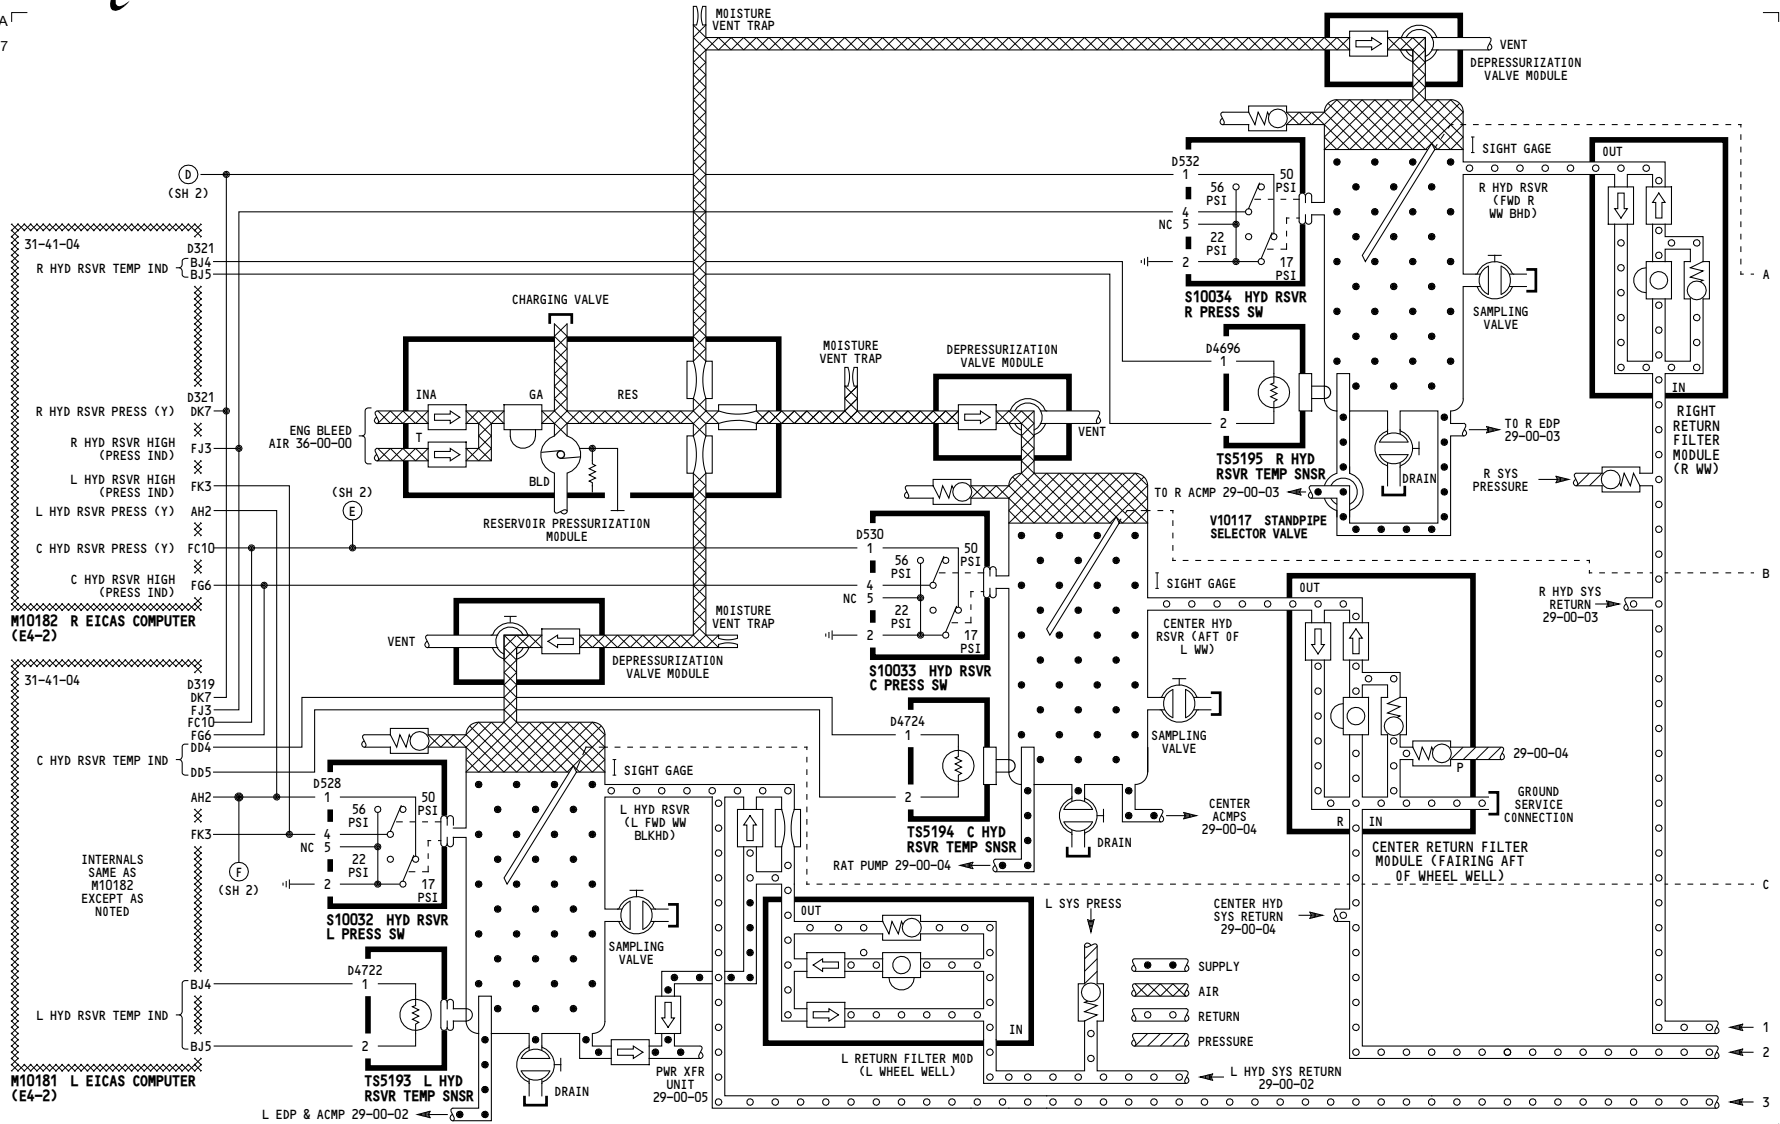 A
7
MOISTURE
VENT TRAP
VENT
DEPRESSURIZATION
VALVE MODULE
SIGHT GAGE
OUT
D
(SH 2)
D532
1
56
PSI
50
PSI
4
NC 5
22
PSI
2
17
PSI
S10034 HYD RSVR
R PRESS SW
R HYD RSVR
(FWD R
WW BHD)
SAMPLING
VALVE
A
31-41-04
D321
R HYD RSVR TEMP IND
BJ4
BJ5
CHARGING VALVE
MOISTURE
VENT TRAP
DEPRESSURIZATION
VALVE MODULE
D4696
1
2
TS5195 R HYD
RSVR TEMP SNSR
IN
RIGHT
RETURN
FILTER
MODULE
(R WW)
D321
R HYD RSVR PRESS (Y) DK7
R HYD RSVR HIGH
(PRESS IND)
FJ3
L HYD RSVR HIGH
(PRESS IND)
FK3
L HYD RSVR PRESS (Y) AH2
C HYD RSVR PRESS (Y) FC10
C HYD RSVR HIGH
(PRESS IND)
FG6
M10182 R EICAS COMPUTER
(E4-2)
ENG BLEED
AIR 36-00-00
INA
T
GA
RES
BLD
RESERVOIR PRESSURIZATION
MODULE
(SH 2)
E
VENT
TO R EDP
29-00-03
DRAIN
TO R ACMP 29-00-03
V10117 STANDPIPE
SELECTOR VALVE
R SYS
PRESSURE
D530
1
56
PSI
50
PSI
4
NC 5
22
PSI
2
17
PSI
S10033 HYD RSVR
C PRESS SW
SIGHT GAGE
OUT
B
R HYD SYS
RETURN
29-00-03
CENTER HYD
RSVR (AFT OF
L WW)
MOISTURE
VENT TRAP
VENT
DEPRESSURIZATION
VALVE MODULE
31-41-04
D319
DK7
FJ3
FC10
FG6
DD4
C HYD RSVR TEMP IND
DD5
AH2
FK3
INTERNALS
SAME AS
M10182
EXCEPT AS
NOTED
F
(SH 2)
L HYD RSVR TEMP IND
BJ4
BJ5
M10181 L EICAS COMPUTER
(E4-2)
D4724
1
2
TS5194 C HYD
RSVR TEMP SNSR
SAMPLING
VALVE
CENTER
ACMPS
29-00-04
DRAIN
RAT PUMP 29-00-04
29-00-04
P
GROUND
SERVICE
CONNECTION
R IN
CENTER RETURN FILTER
MODULE (FAIRING AFT
OF WHEEL WELL)
C
D528
1
56
PSI
50
PSI
4
NC 5
22
PSI
2
17
PSI
S10032 HYD RSVR
L PRESS SW
SIGHT GAGE
L HYD RSVR
(L FWD WW
BLKHD)
SAMPLING
VALVE
D4722
1
2
TS5193 L HYD
RSVR TEMP SNSR
DRAIN
L EDP & ACMP 29-00-02
PWR XFR
UNIT
29-00-05
OUT
IN
L RETURN FILTER MOD
(L WHEEL WELL)
L SYS PRESS
CENTER HYD
SYS RETURN
29-00-04
SUPPLY
AIR
RETURN
PRESSURE
L HYD SYS RETURN
29-00-02
1
2
3